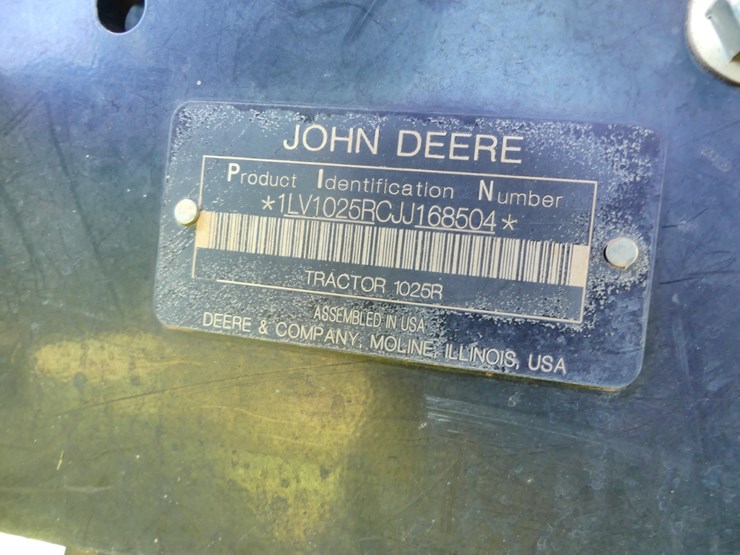 JOHN DEERE
Product Identification Number
*1LV1025RCJJ168504*
TRACTOR 1025R
ASSEMBLED IN USA
DEERE & COMPANY, MOLINE, ILLINOIS, USA